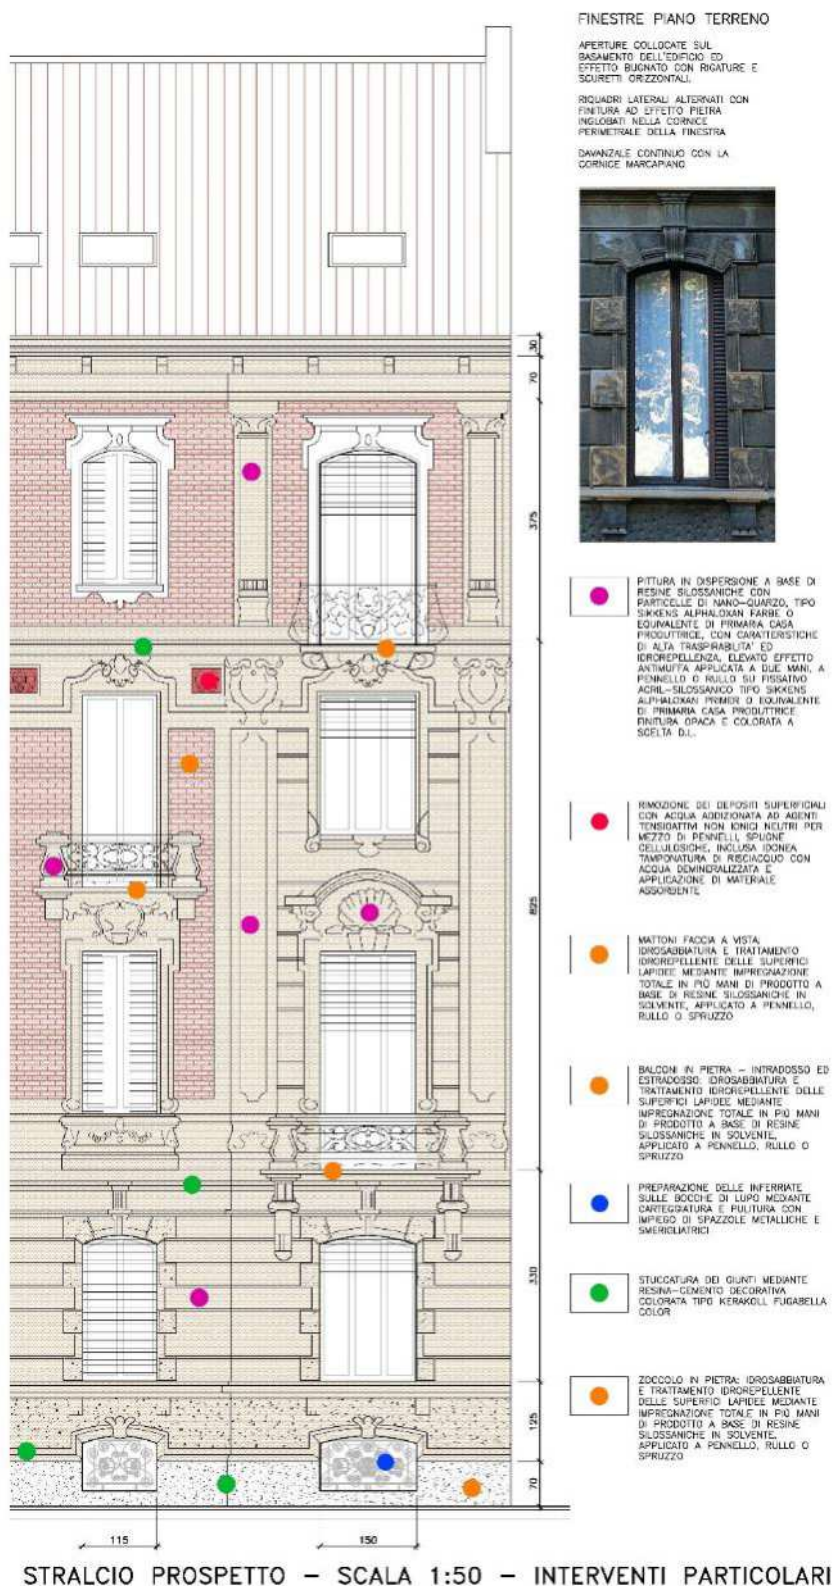 FINESTRE PIANO TERRENO
APERTURE COLLOCATE SUL
BASAMENTO DELL'EDIFICIO ED
EFFETTO BUGNATO CON RIGATURE E
SCURETTI ORIZZONTALI.
RIQUADRI LATERALI ALTERNATI CON
FINITURA AD EFFETTO PIETRA
INGLOBATI NELLA CORNICE
PERIMETRALE DELLA FINESTRA
DAVANZALE CONTINUO CON LA
CORNICE MARCAPIANO
30
70
375
825
330
125
70
115
150
PITTURA IN DISPERSIONE A BASE DI
RESINE SILOSSANICHE CON
PARTICELLE DI NANO-QUARZO, TIPO
SIKKENS ALPHALOXAN FARBE O
EQUIVALENTE DI PRIMARIA CASA
PRODUTTRICE, CON CARATTERISTICHE
DI ALTA TRASPIRABILITA' ED
IDROREPELLENZA, ELEVATO EFFETTO
ANTIMUFFA APPLICATA A DUE MANI, A
PENNELLO O RULLO SU FISSATIVO
ACRIL-SILOSSANICO TIPO SIKKENS
ALPHALOXAN PRIMER O EQUIVALENTE
DI PRIMARIA CASA PRODUTTRICE
FINITURA OPACA E COLORATA A
SCELTA D.L.
RIMOZIONE DEI DEPOSITI SUPERFICIALI
CON ACQUA ADDIZIONATA AD AGENTI
TENSIOATTIVI NON IONICI NEUTRI PER
MEZZO DI PENNELLI, SPUGNE
CELLULOSICHE, INCLUSA IDONEA
TAMPONATURA DI RISCIACQUO CON
ACQUA DEMINERALIZZATA E
APPLICAZIONE DI MATERIALE
ASSORBENTE
MATTONI FACCIA A VISTA:
IDROSABBIATURA E TRATTAMENTO
IDROREPELLENTE DELLE SUPERFICI
LAPIDEE MEDIANTE IMPREGNAZIONE
TOTALE IN PIÙ MANI DI PRODOTTO A
BASE DI RESINE SILOSSANICHE IN
SOLVENTE, APPLICATO A PENNELLO,
RULLO O SPRUZZO
BALCONI IN PIETRA - INTRADOSSO ED
ESTRADOSSO: IDROSABBIATURA E
TRATTAMENTO IDROREPELLENTE DELLE
SUPERFICI LAPIDEE MEDIANTE
IMPREGNAZIONE TOTALE IN PIÙ MANI
DI PRODOTTO A BASE DI RESINE
SILOSSANICHE IN SOLVENTE,
APPLICATO A PENNELLO, RULLO O
SPRUZZO
PREPARAZIONE DELLE INFERRIATE
SULLE BOCCHE DI LUPO MEDIANTE
CARTEGGIATURA E PULITURA CON
IMPIEGO DI SPAZZOLE METALLICHE E
SMERIGLIATRICI
STUCCATURA DEI GIUNTI MEDIANTE
RESINA-CEMENTO DECORATIVA
COLORATA TIPO KERAKOLL FUGABELLA
COLOR
ZOCCOLO IN PIETRA: IDROSABBIATURA
E TRATTAMENTO IDROREPELLENTE
DELLE SUPERFICI LAPIDEE MEDIANTE
IMPREGNAZIONE TOTALE IN PIÙ MANI
DI PRODOTTO A BASE DI RESINE
SILOSSANICHE IN SOLVENTE,
APPLICATO A PENNELLO, RULLO O
SPRUZZO
STRALCIO PROSPETTO - SCALA 1:50 - INTERVENTI PARTICOLARI